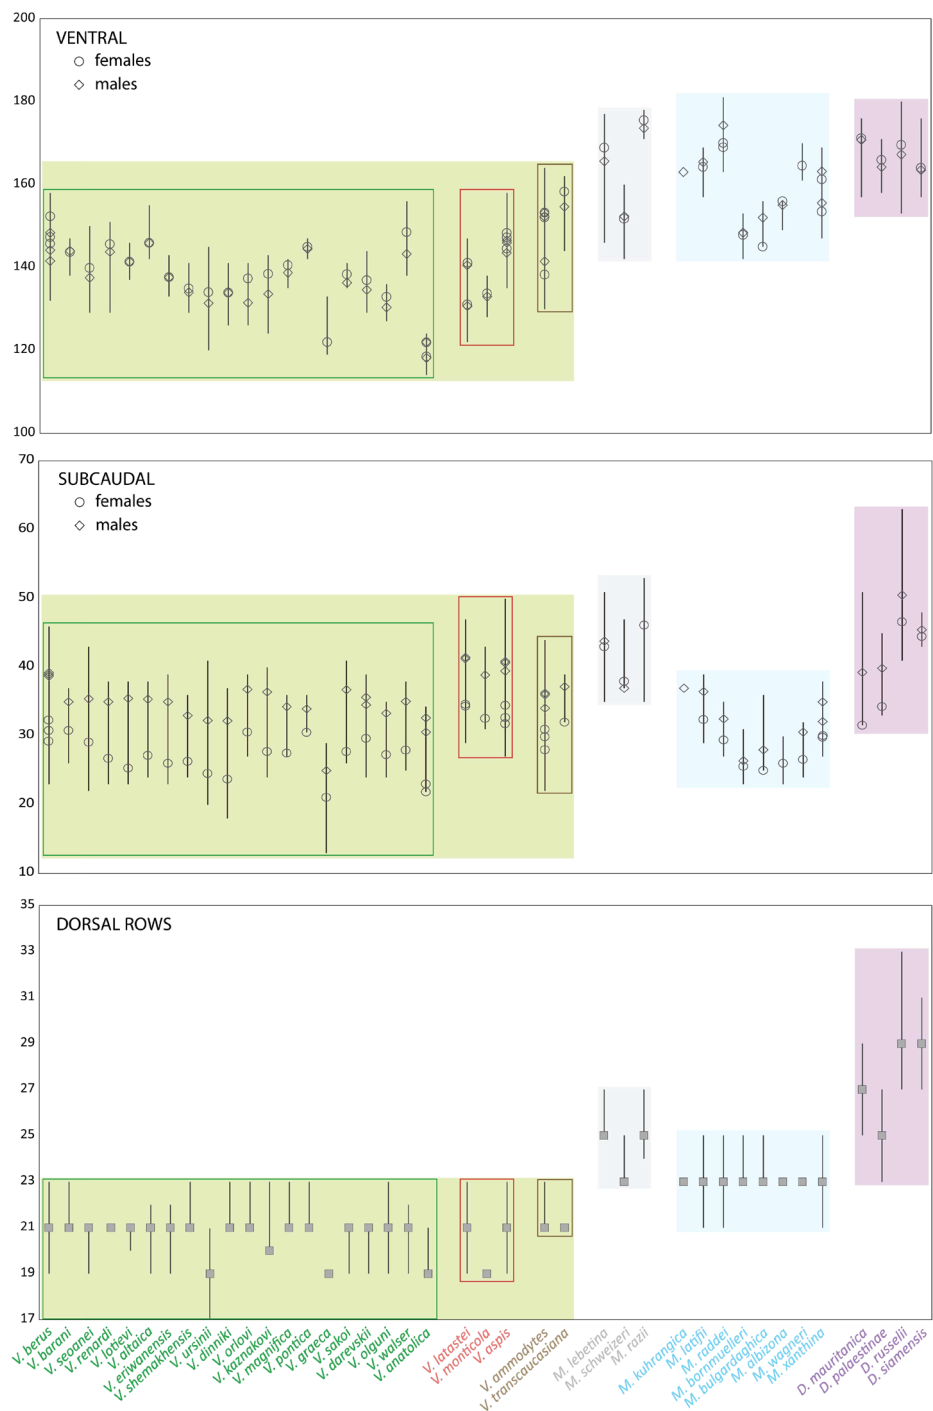 200
VENTRAL
females
males
180
160
140
120
100
70
SUBCAUDAL
females
males
60
50
40
30
20
10
35
DORSAL ROWS
33
31
29
27
25
23
21
19
17
V. berus
V. barani
V. seoanei
V. renardi
V. lotievi
V. altaica
V. eriwanensis
V. shemakhensis
V. ursinii
V. dinniki
V. orlovi
V. kaznakovi
V. magnifica
V. pontica
V. graeca
V. sakoi
V. darevskii
V. olguni
V. walser
V. anatolica
V. latastei
V. monticola
V. aspis
V. ammodytes
V. transcaucasiana
M. lebetina
M. schweizeri
M. razii
M. kuhrangica
M. latifii
M. raddei
M. bornmuelleri
M. bulgardaghica
M. albizona
M. wagneri
M. xanthina
D. mauritanica
D. palaestinae
D. russelii
D. siamensis